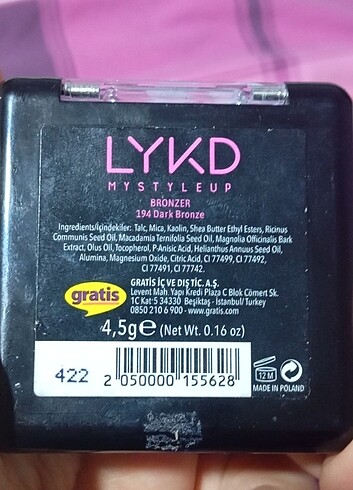 LYKD
MYSTYLEUP
BRONZER
194 Dark Bronze
Ingredients/İçindekiler: Talc, Mica, Kaolin, Shea Butter Ethyl Esters, Ricinus
Communis Seed Oil, Macadamia Ternifolia Seed Oil, Magnolia Officinalis Bark
Extract, Olus Oil, Tocopherol, P-Anisic Acid, Helianthus Annuus Seed Oil,
Alumina, Magnesium Oxide, Citric Acid, CI 77499, CI 77492,
CI 77491, CI 77742.
gratis
GRATİS İÇ VE DIŞ TİC. A.Ş.
Levent Mah. Yapı Kredi Plaza C Blok Cömert Sk.
1C Kat:5 34330 Beşiktaş - İstanbul/ Turkey
0850 210 6 900 - www.gratis.com
4,5g℮ (Net Wt. 0.16 oz)
422
2 050000 155628
12 M
MADE IN POLAND